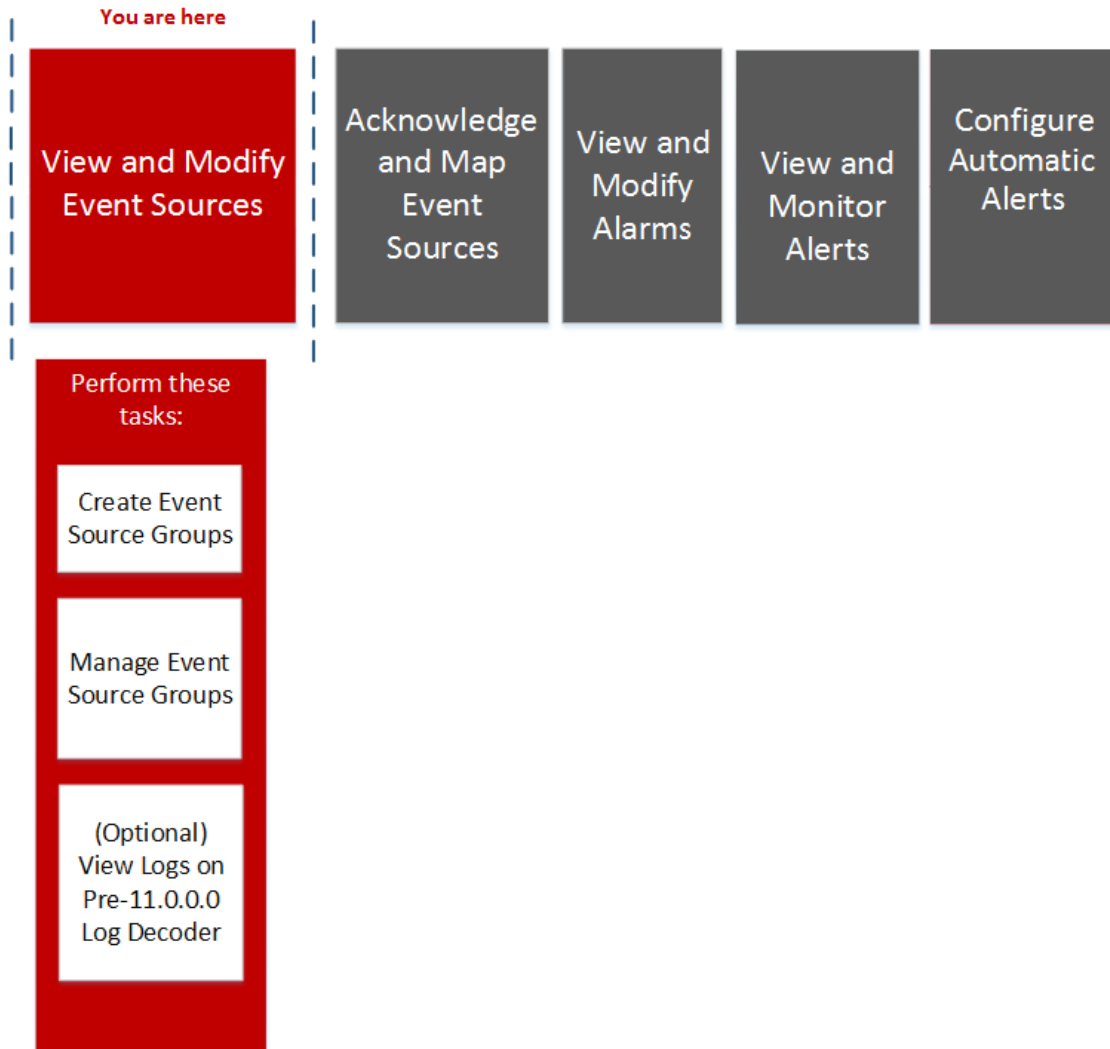 You are here
View and Modify
Event Sources
Acknowledge
and Map
Event
Sources
View and
Modify
Alarms
View and
Monitor
Alerts
Configure
Automatic
Alerts
Perform these
tasks:
Create Event
Source Groups
Manage Event
Source Groups
(Optional)
View Logs on
Pre-11.0.0.0
Log Decoder